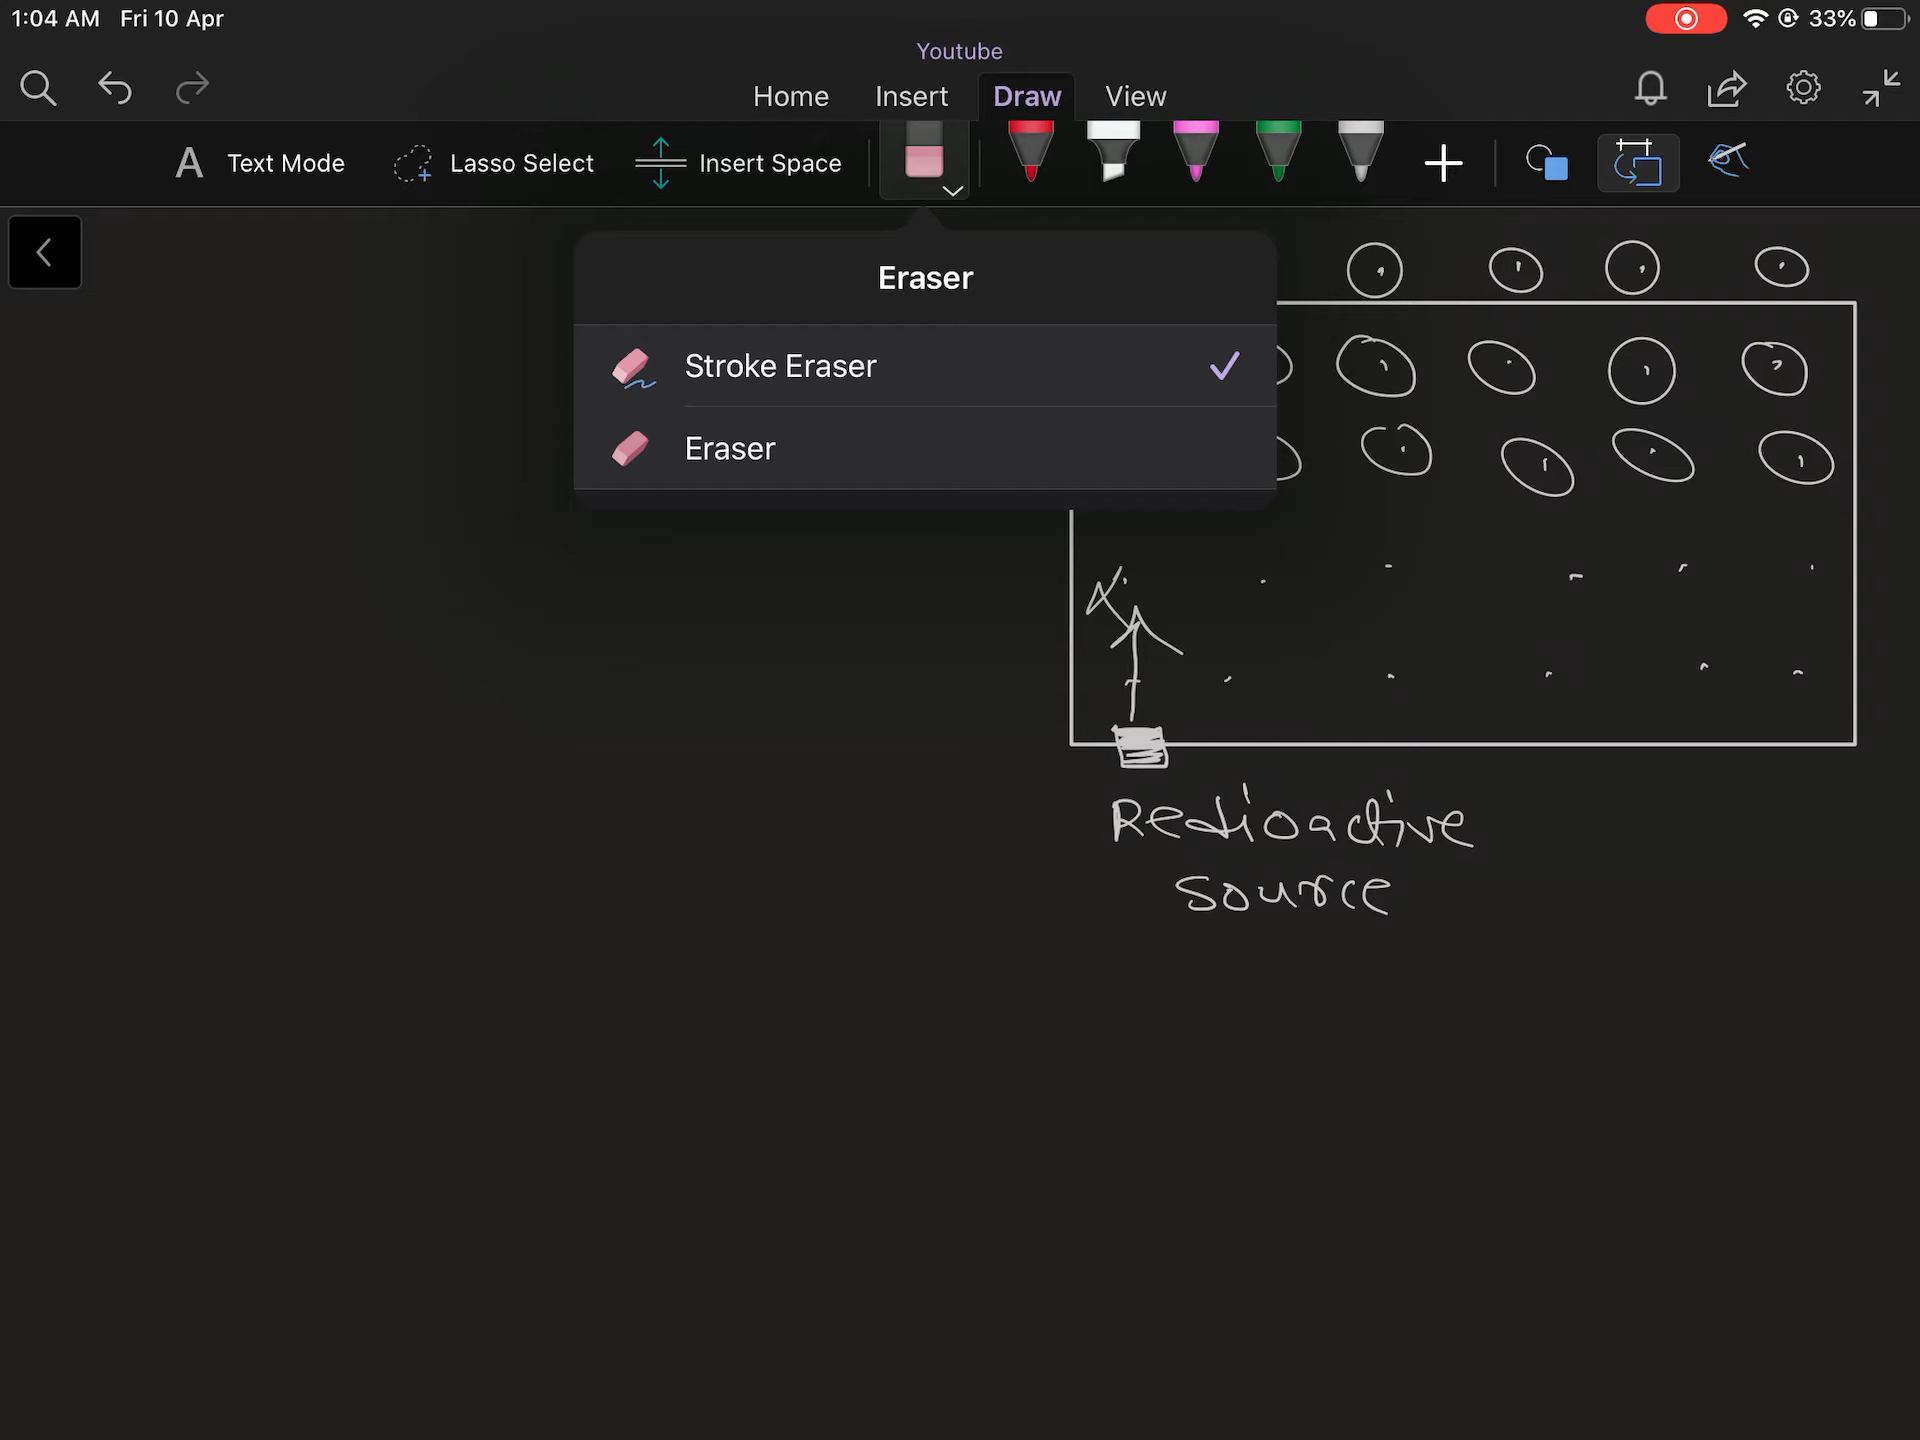 1:04 AM Fri 10 Apr 33%
Youtube
Home Insert Draw View
A Text Mode Lasso Select Insert Space
Eraser
Stroke Eraser
Eraser
α
Redioactive
source